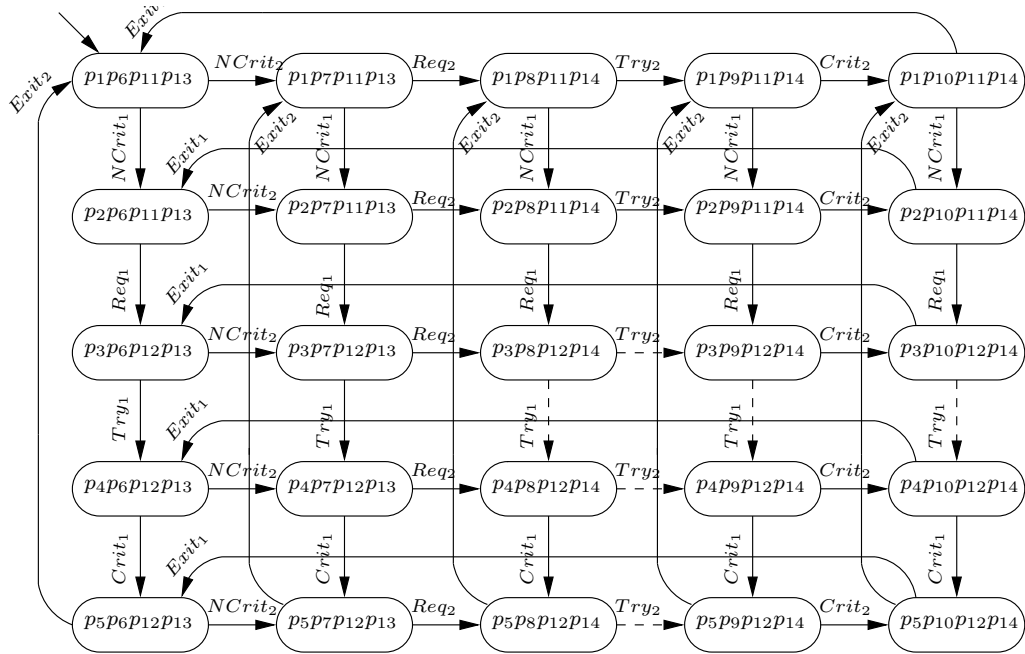 Exit
Exit₂ NCrit₂ Req₂ Try₂ Crit₂
p₁p₆p₁₁p₁₃ p₁p₇p₁₁p₁₃ p₁p₈p₁₁p₁₄ p₁p₉p₁₁p₁₄ p₁p₁₀p₁₁p₁₄
NCrit₁ Exit₁ Exit₂ NCrit₁ Exit₂ NCrit₁ Exit₂ NCrit₁ Exit₂ NCrit₁
NCrit₂ Req₂ Try₂ Crit₂
p₂p₆p₁₁p₁₃ p₂p₇p₁₁p₁₃ p₂p₈p₁₁p₁₄ p₂p₉p₁₁p₁₄ p₂p₁₀p₁₁p₁₄
Req₁ Exit₁ Req₁ Req₁ Req₁ Req₁
NCrit₂ Req₂ Try₂ Crit₂
p₃p₆p₁₂p₁₃ p₃p₇p₁₂p₁₃ p₃p₈p₁₂p₁₄ p₃p₉p₁₂p₁₄ p₃p₁₀p₁₂p₁₄
Try₁ Exit₁ Try₁ Try₁ Try₁ Try₁
NCrit₂ Req₂ Try₂ Crit₂
p₄p₆p₁₂p₁₃ p₄p₇p₁₂p₁₃ p₄p₈p₁₂p₁₄ p₄p₉p₁₂p₁₄ p₄p₁₀p₁₂p₁₄
Crit₁ Exit₁ Crit₁ Crit₁ Crit₁ Crit₁
NCrit₂ Req₂ Try₂ Crit₂
p₅p₆p₁₂p₁₃ p₅p₇p₁₂p₁₃ p₅p₈p₁₂p₁₄ p₅p₉p₁₂p₁₄ p₅p₁₀p₁₂p₁₄